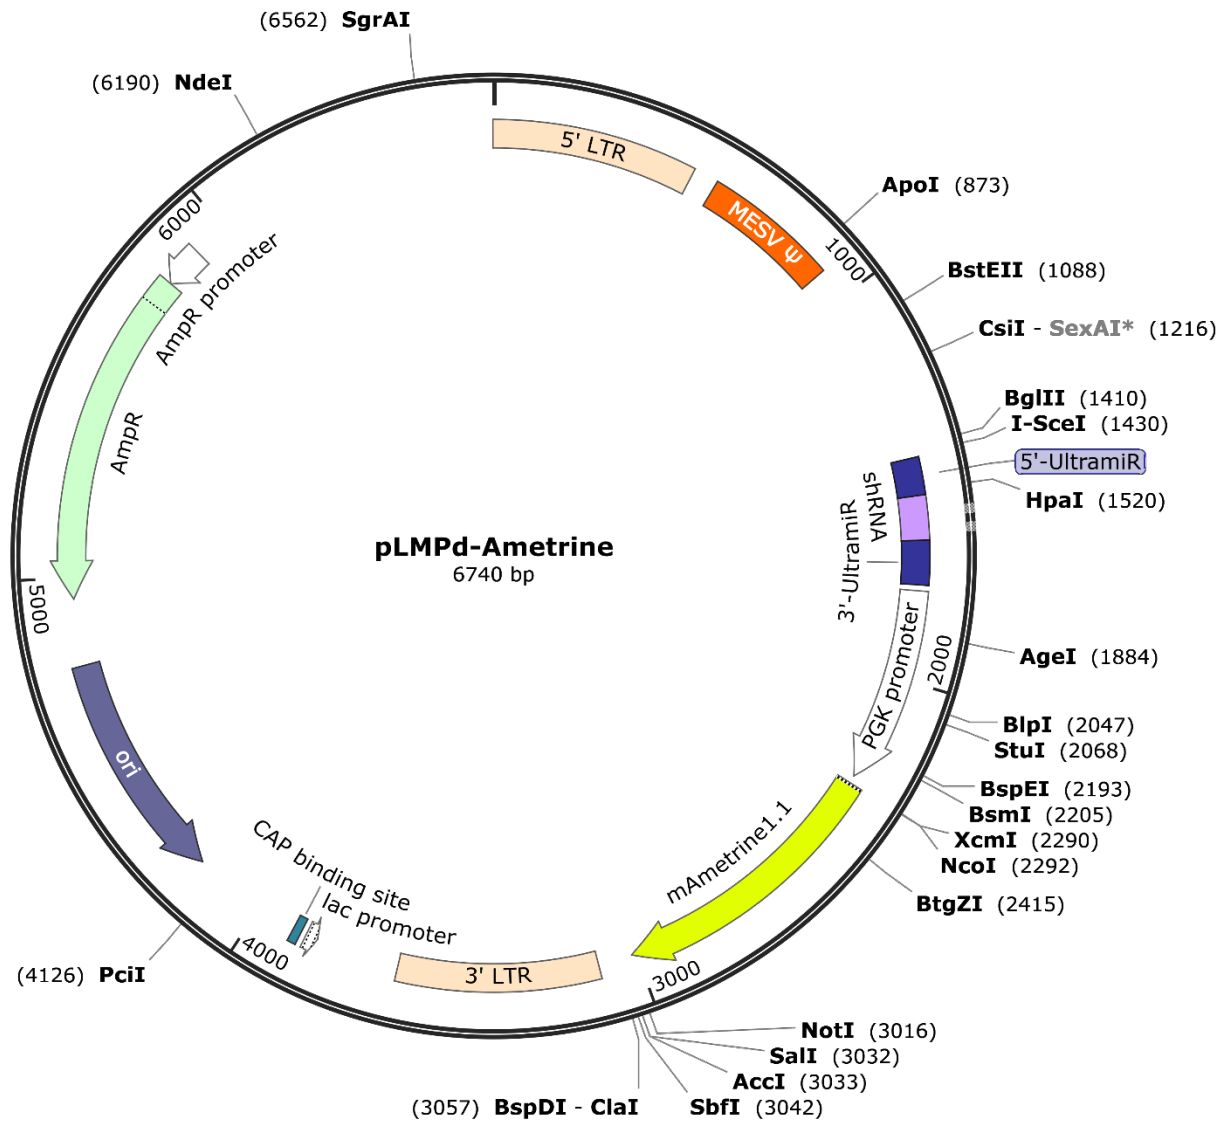 (6562) SgrAI
(6190) NdeI
5' LTR
MESV Ψ
ApoI (873)
1000
BstEII (1088)
CsiI - SexAI* (1216)
BglII (1410)
I-SceI (1430)
5'-UltramiR
HpaI (1520)
shRNA
3'-UltramiR
AgeI (1884)
PGK promoter
2000
BlpI (2047)
StuI (2068)
BspEI (2193)
BsmI (2205)
XcmI (2290)
NcoI (2292)
BtgZI (2415)
mAmetrine1.1
3000
NotI (3016)
SalI (3032)
AccI (3033)
SbfI (3042)
(3057) BspDI - ClaI
3' LTR
lac promoter
CAP binding site
4000
(4126) PciI
ori
5000
AmpR
AmpR promoter
6000
pLMPd-Ametrine
6740 bp